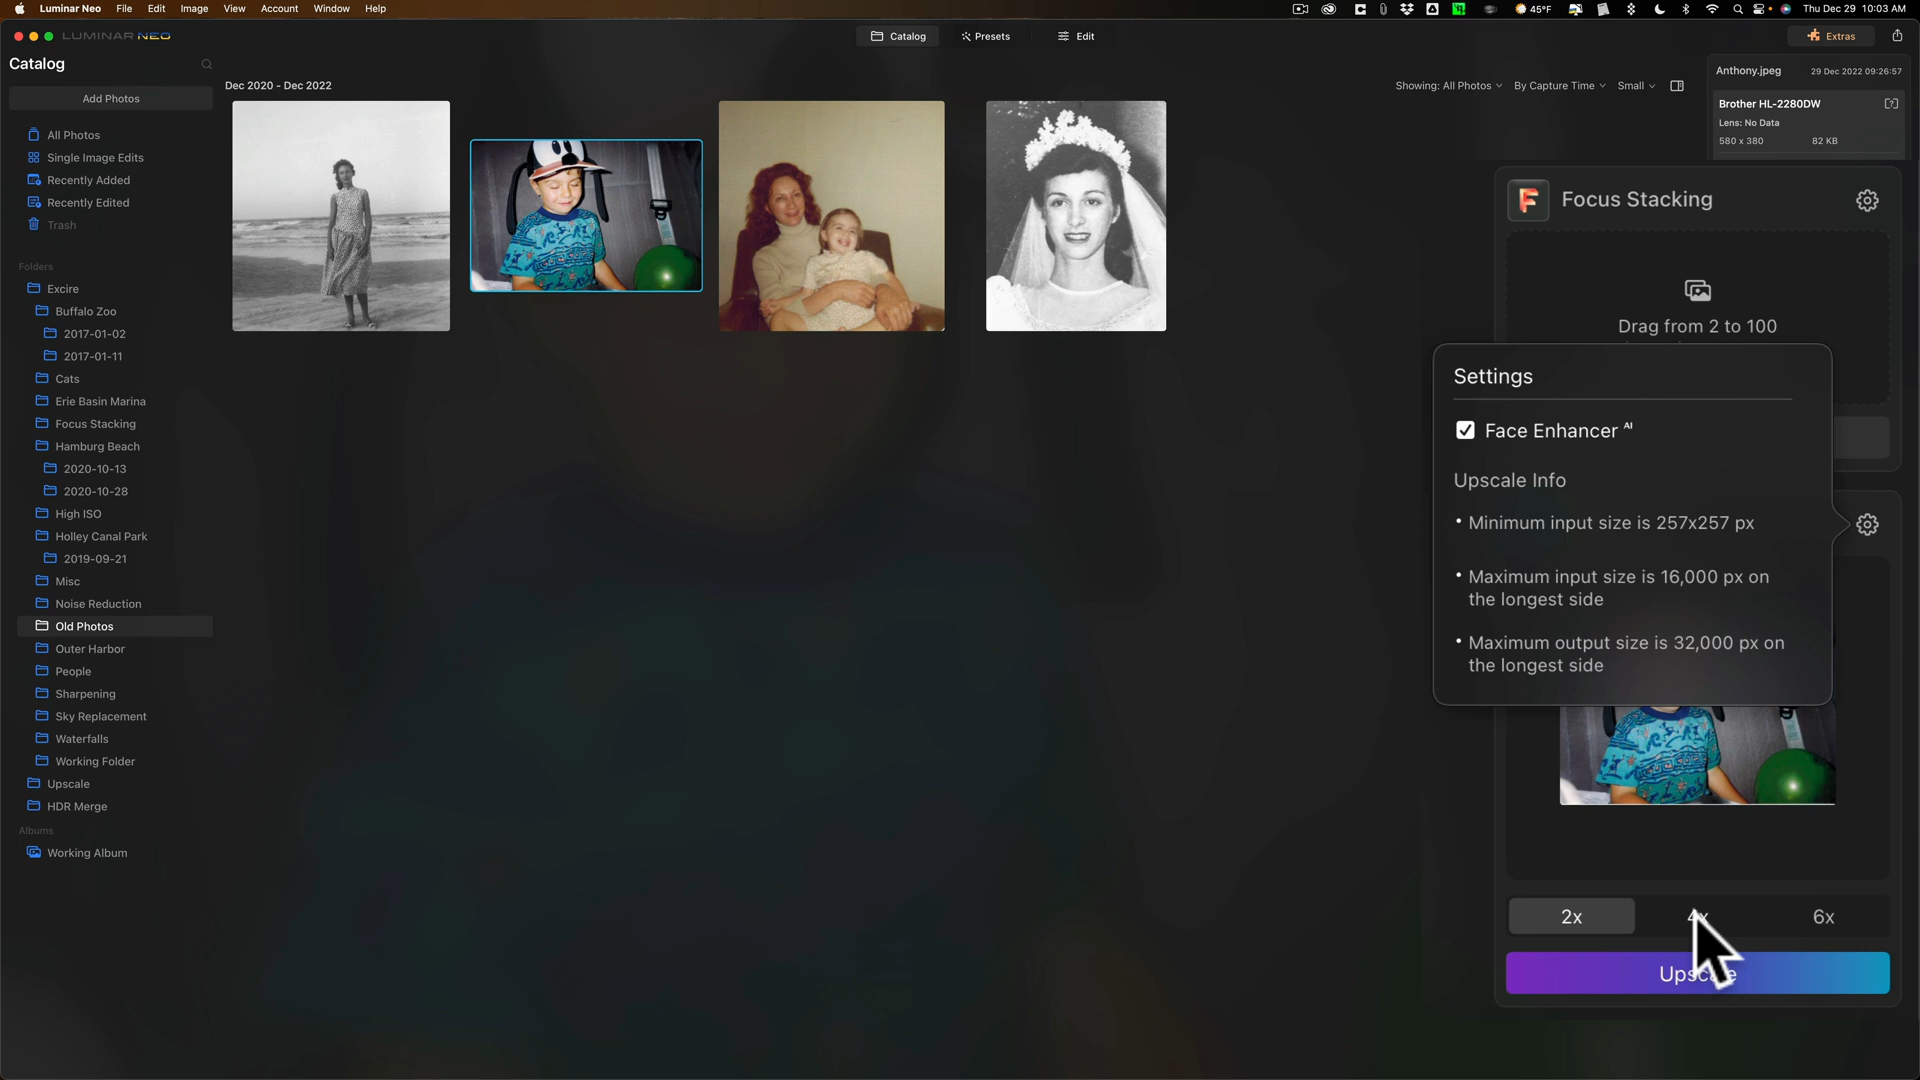 Luminar Neo File Edit Image View Account Window Help
45°F Thu Dec 29 10:03 AM
LUMINAR NEO
Catalog Presets Edit
Extras
Catalog
Add Photos
All Photos
Single Image Edits
Recently Added
Recently Edited
Trash
Folders
Excire
Buffalo Zoo
2017-01-02
2017-01-11
Cats
Erie Basin Marina
Focus Stacking
Hamburg Beach
2020-10-13
2020-10-28
High ISO
Holley Canal Park
2019-09-21
Misc
Noise Reduction
Old Photos
Outer Harbor
People
Sharpening
Sky Replacement
Waterfalls
Working Folder
Upscale
HDR Merge
Albums
Working Album
Dec 2020 - Dec 2022
Showing: All Photos By Capture Time Small
Anthony.jpeg 29 Dec 2022 09:26:57
Brother HL-2280DW
Lens: No Data
580 x 380 82 KB
Focus Stacking
Drag from 2 to 100
Settings
Face Enhancer AI
Upscale Info
• Minimum input size is 257x257 px
• Maximum input size is 16,000 px on
the longest side
• Maximum output size is 32,000 px on
the longest side
2x 4x 6x
Upscale